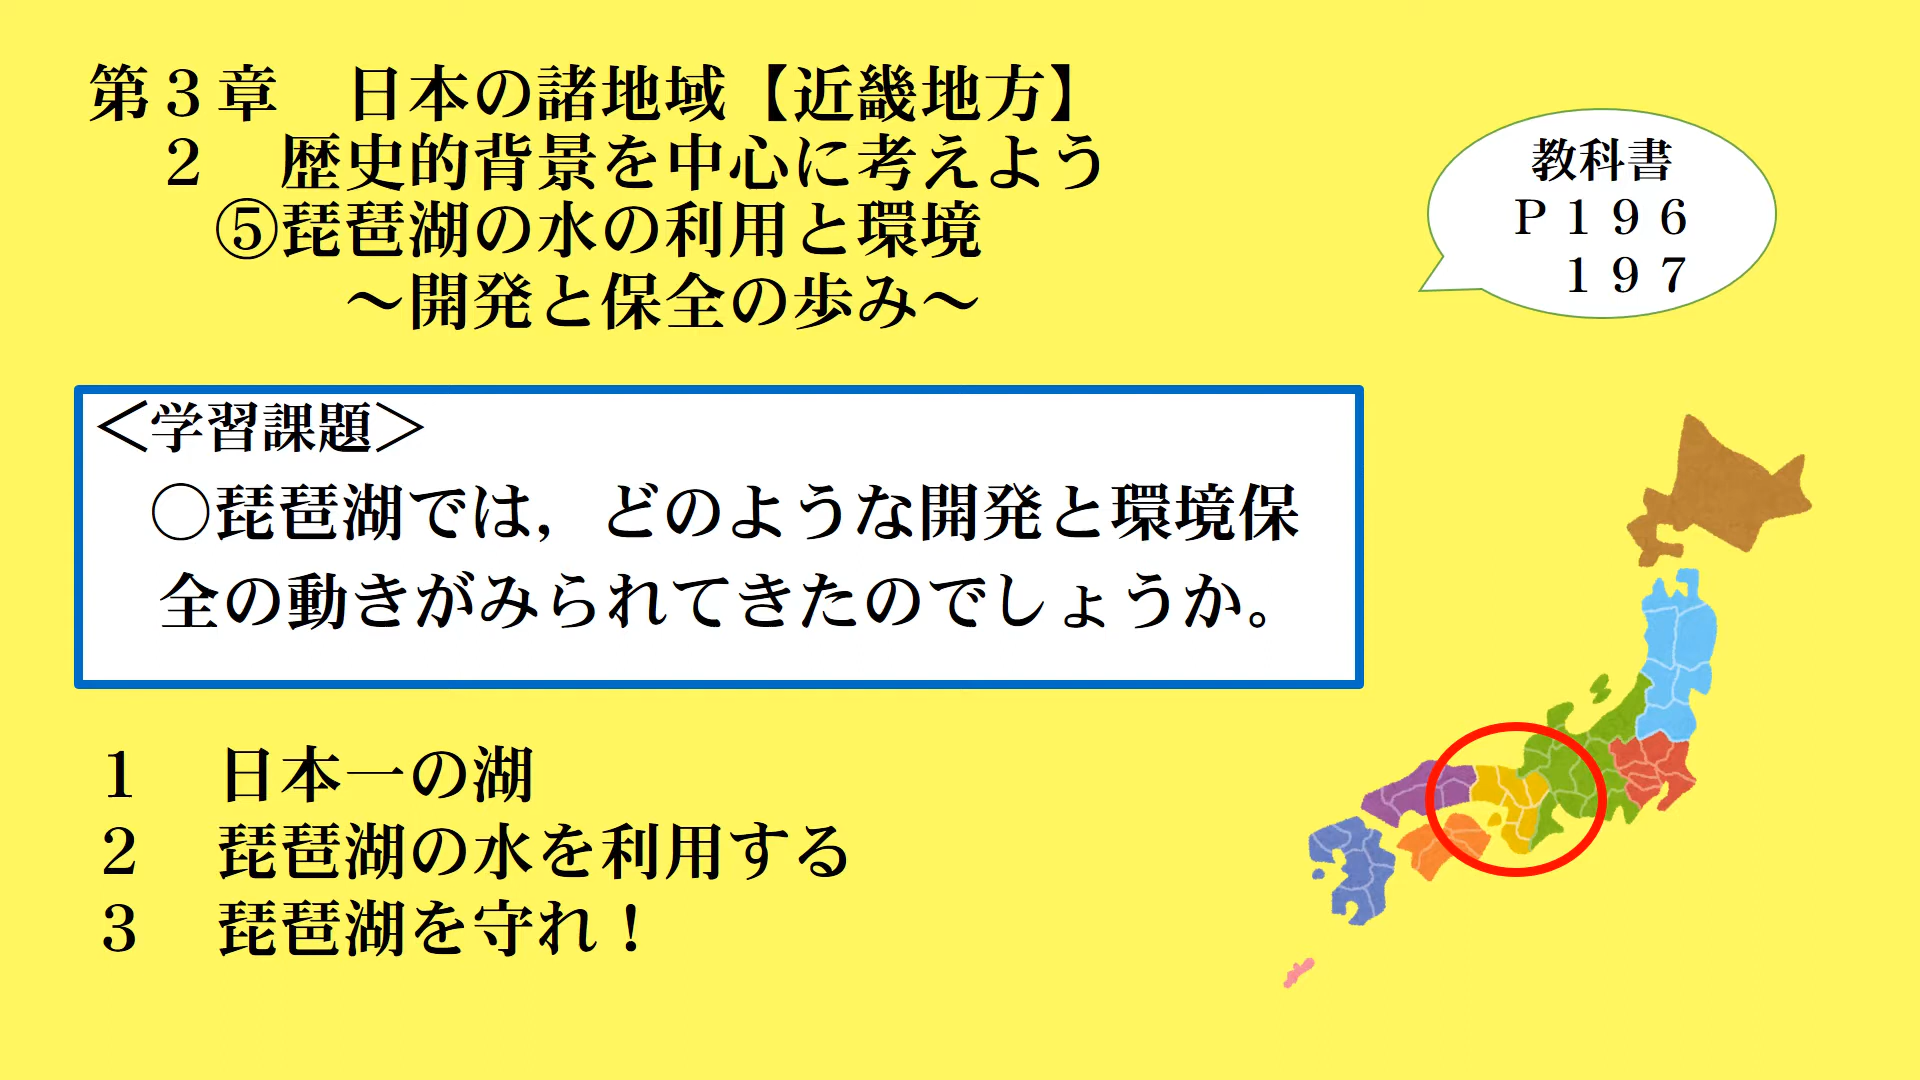 第３章　日本の諸地域【近畿地方】
２　歴史的背景を中心に考えよう
⑤琵琶湖の水の利用と環境
～開発と保全の歩み～
教科書
Ｐ１９６
１９７
＜学習課題＞
○琵琶湖では，どのような開発と環境保
全の動きがみられてきたのでしょうか。
１　日本一の湖
２　琵琶湖の水を利用する
３　琵琶湖を守れ！